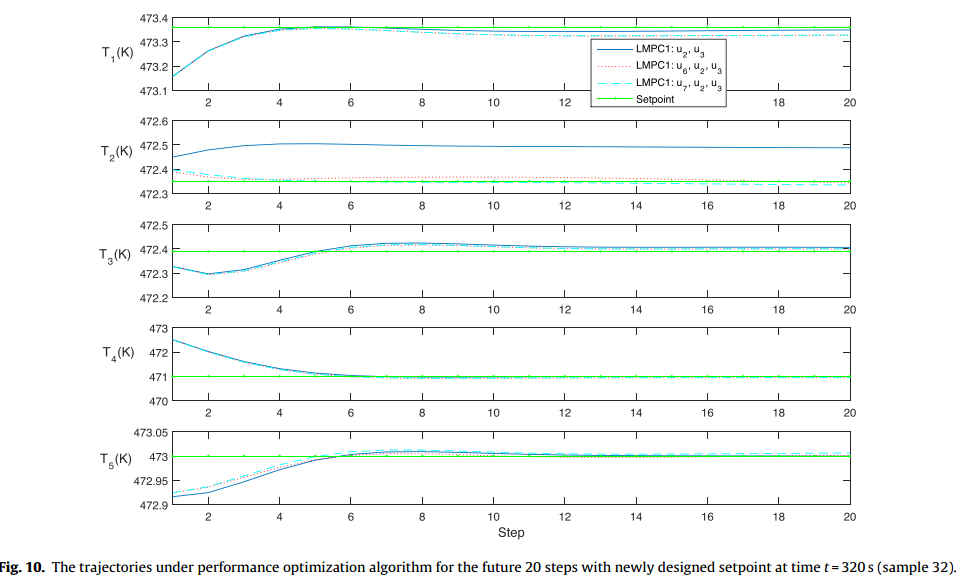 473.4
473.3
473.2
473.1
T1(K)
2 4 6 8 10 12 14 16 18 20
LMPC1: u2, u3
LMPC1: u6, u2, u3
LMPC1: u7, u2, u3
Setpoint
472.6
472.5
472.4
472.3
T2(K)
2 4 6 8 10 12 14 16 18 20
472.5
472.4
472.3
472.2
T3(K)
2 4 6 8 10 12 14 16 18 20
473
472
471
470
T4(K)
2 4 6 8 10 12 14 16 18 20
473.05
473
472.95
472.9
T5(K)
2 4 6 8 10 12 14 16 18 20
Step
Fig. 10. The trajectories under performance optimization algorithm for the future 20 steps with newly designed setpoint at time t = 320 s (sample 32).